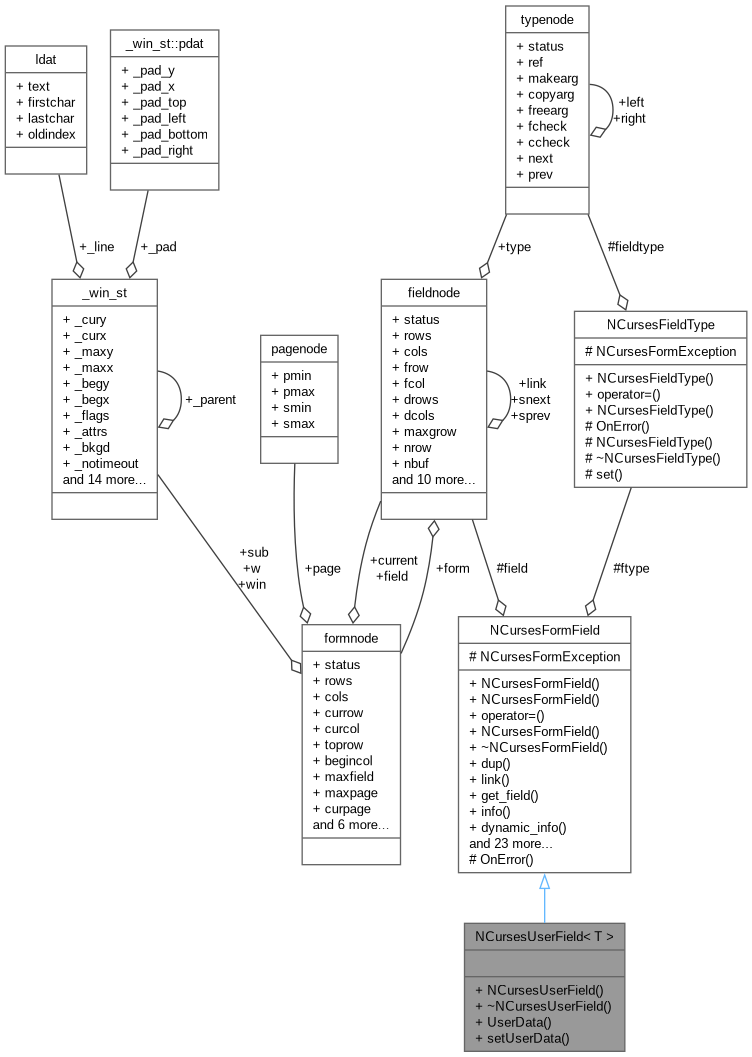 typenode
+ status
+ ref
+ makearg
+ copyarg
+ freearg
+ fcheck
+ ccheck
+ next
+ prev
+left
+right
_win_st::pdat
+ _pad_y
+ _pad_x
+ _pad_top
+ _pad_left
+ _pad_bottom
+ _pad_right
ldat
+ text
+ firstchar
+ lastchar
+ oldindex
+_line
+_pad
+type
#fieldtype
_win_st
+ _cury
+ _curx
+ _maxy
+ _maxx
+ _begy
+ _begx
+ _flags
+ _attrs
+ _bkgd
+ _notimeout
and 14 more...
+_parent
pagenode
+ pmin
+ pmax
+ smin
+ smax
fieldnode
+ status
+ rows
+ cols
+ frow
+ fcol
+ drows
+ dcols
+ maxgrow
+ nrow
+ nbuf
and 10 more...
+link
+snext
+sprev
NCursesFieldType
# NCursesFormException
+ NCursesFieldType()
+ operator=()
+ NCursesFieldType()
# OnError()
# NCursesFieldType()
# ~NCursesFieldType()
# set()
+sub
+w
+win
+page
+current
+field
+form
#field
#ftype
formnode
+ status
+ rows
+ cols
+ currow
+ curcol
+ toprow
+ begincol
+ maxfield
+ maxpage
+ curpage
and 6 more...
NCursesFormField
# NCursesFormException
+ NCursesFormField()
+ NCursesFormField()
+ operator=()
+ NCursesFormField()
+ ~NCursesFormField()
+ dup()
+ link()
+ get_field()
+ info()
+ dynamic_info()
and 23 more...
# OnError()
NCursesUserField< T >
+ NCursesUserField()
+ ~NCursesUserField()
+ UserData()
+ setUserData()